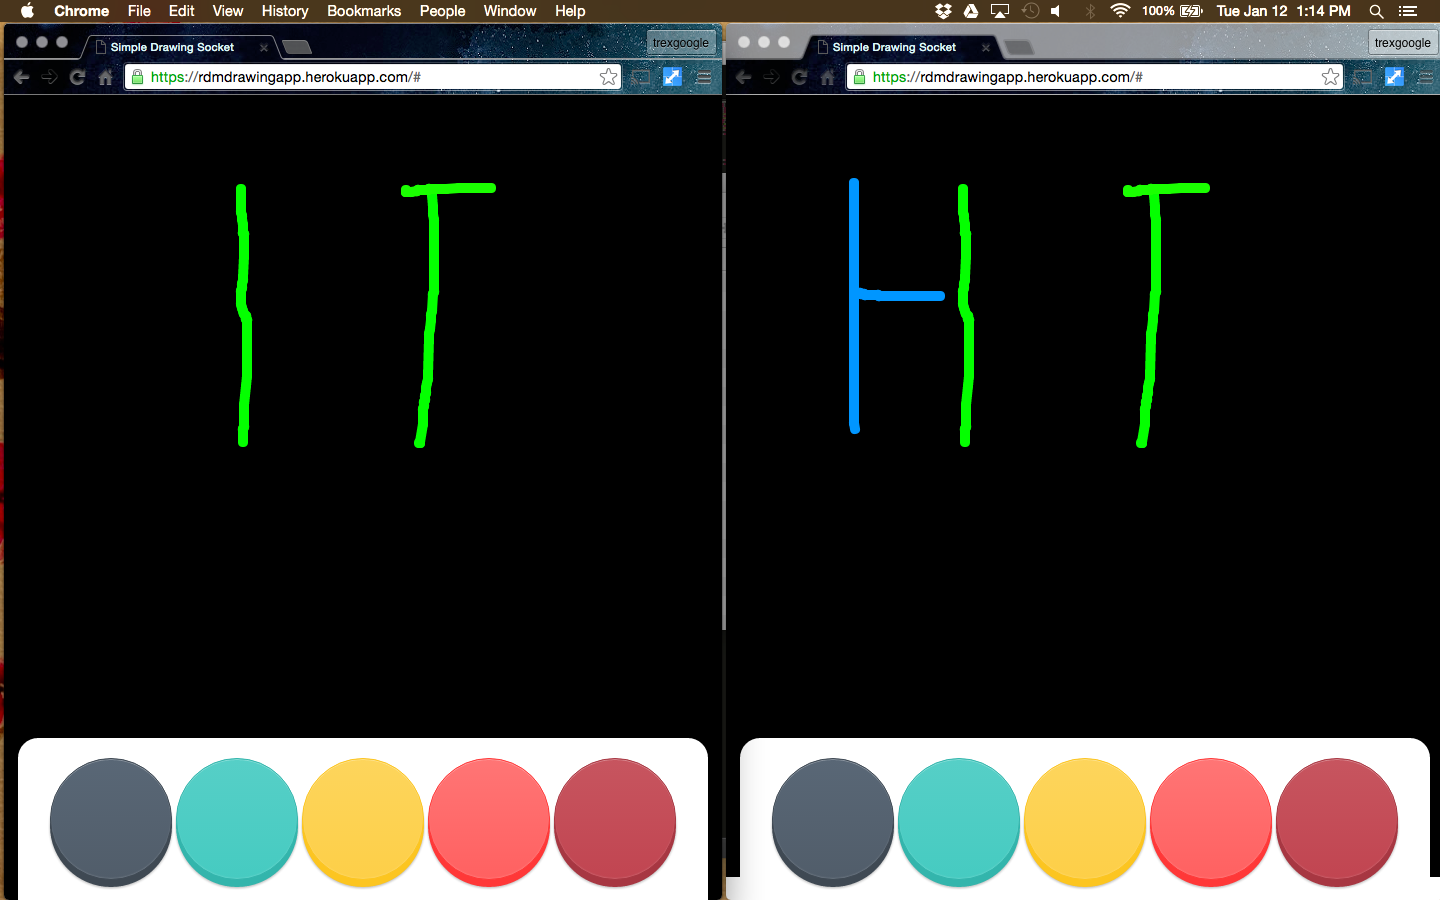 Chrome File Edit View History Bookmarks People Window Help 100% Tue Jan 12 1:14 PM
Simple Drawing Socket trexgoogle
https://rdmdrawingapp.herokuapp.com/#
I T
Simple Drawing Socket trexgoogle
https://rdmdrawingapp.herokuapp.com/#
H T